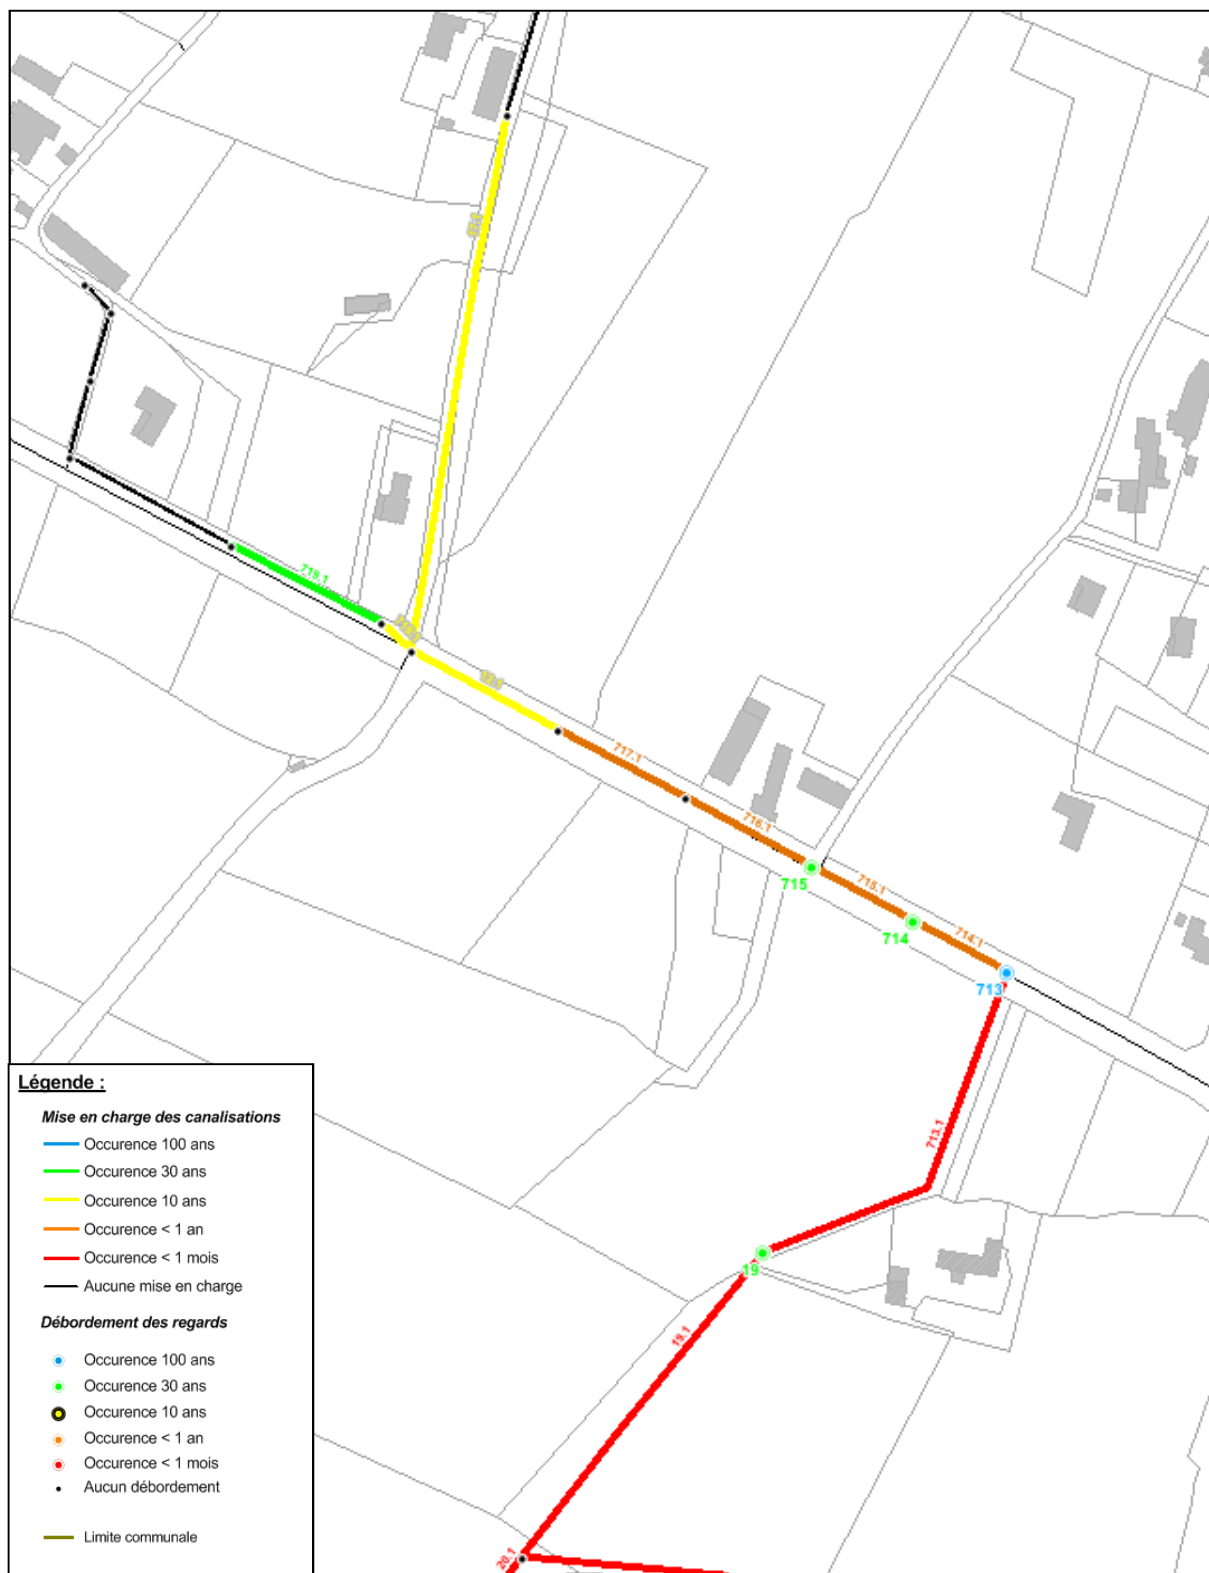 719.1
717.1
716.1
715
715.1
714
714.1
713
713.1
19
19.1
20.1
Légende :
Mise en charge des canalisations
Occurence 100 ans
Occurence 30 ans
Occurence 10 ans
Occurence < 1 an
Occurence < 1 mois
Aucune mise en charge
Débordement des regards
Occurence 100 ans
Occurence 30 ans
Occurence 10 ans
Occurence < 1 an
Occurence < 1 mois
Aucun débordement
Limite communale